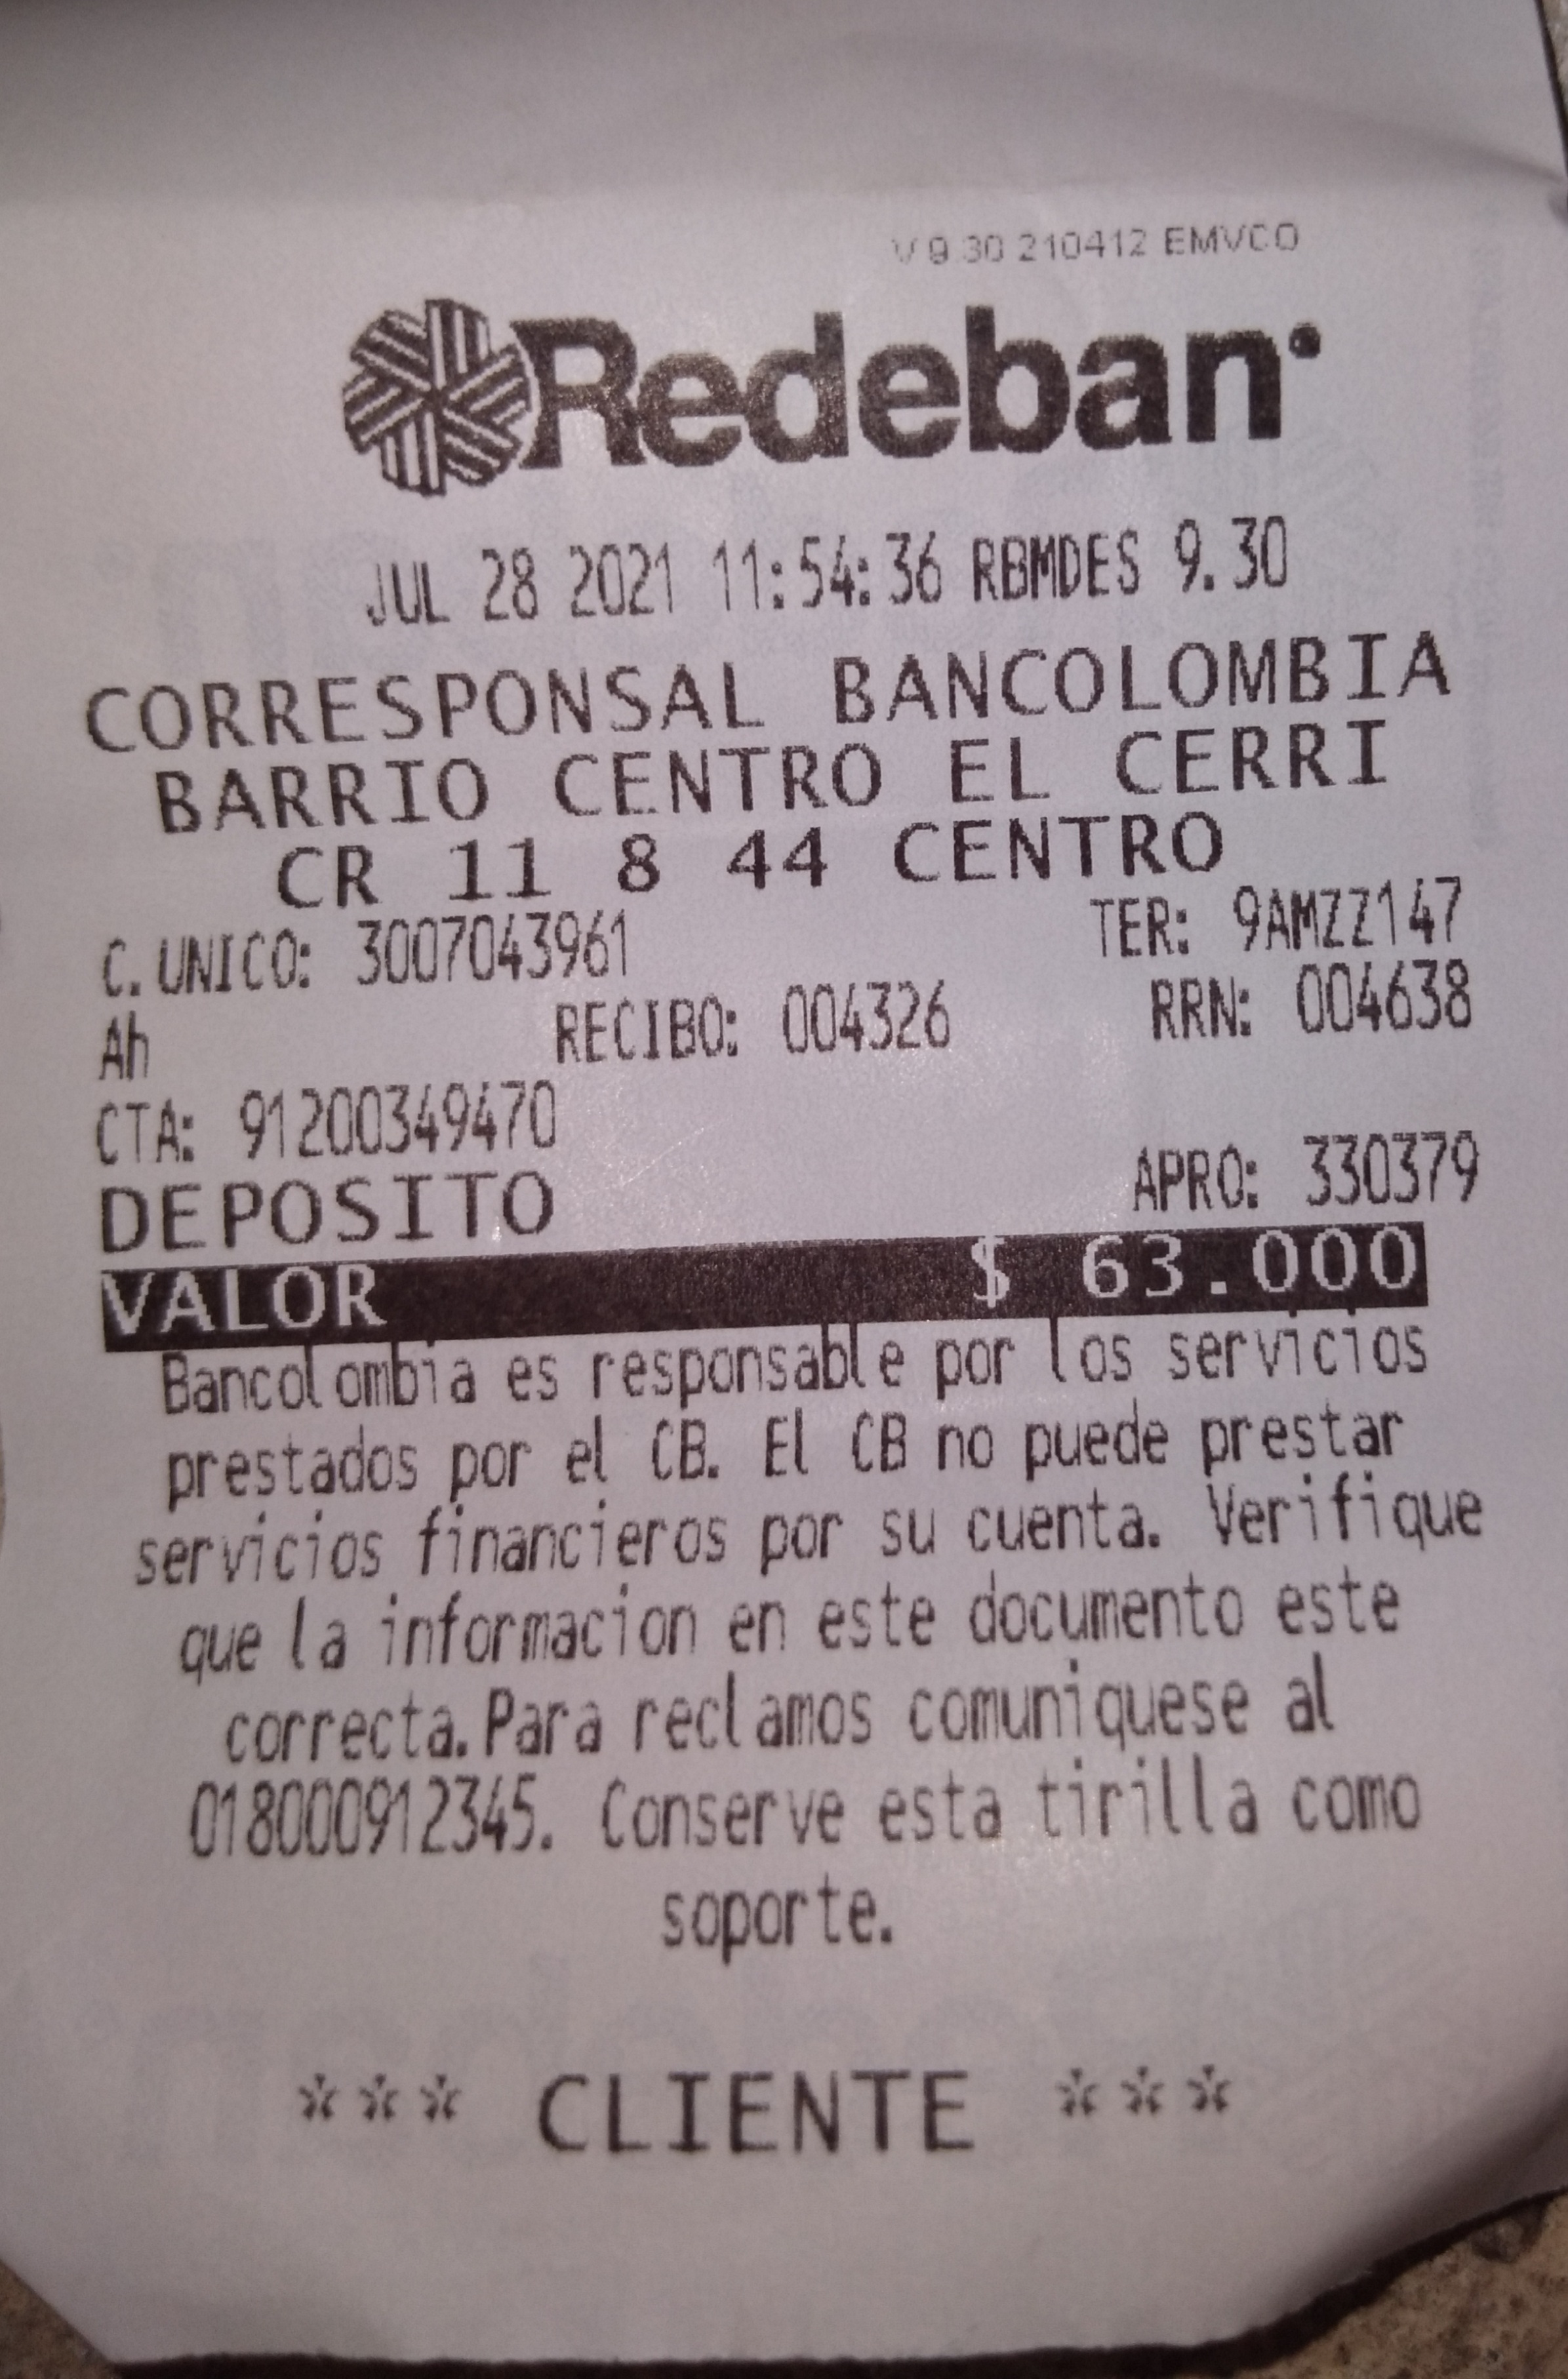 V 9.30 210412 EMVCO
Redeban
JUL 28 2021 11:54:36 RBMDES 9.30
CORRESPONSAL BANCOLOMBIA
BARRIO CENTRO EL CERRI
CR 11 8 44 CENTRO
C.UNICO: 3007043961 TER: 9AMZZ147
Ah RECIBO: 004326 RRN: 004638
CTA: 91200349470
DEPOSITO APRO: 330379
VALOR $ 63.000
Bancolombia es responsable por los servicios
prestados por el CB. El CB no puede prestar
servicios financieros por su cuenta. Verifique
que la informacion en este documento este
correcta.Para reclamos comuniquese al
018000912345. Conserve esta tirilla como
soporte.
*** CLIENTE ***